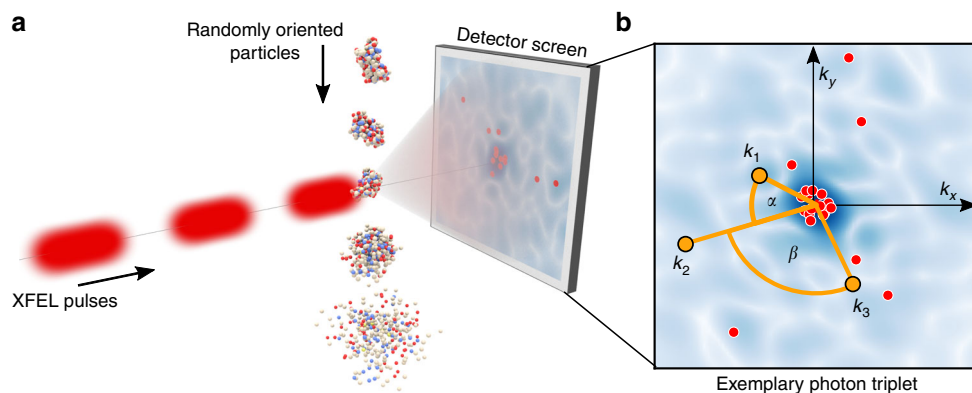 a
Randomly oriented
particles
Detector screen
XFEL pulses
b
k_y
k_x
k_1
α
k_2
β
k_3
Exemplary photon triplet